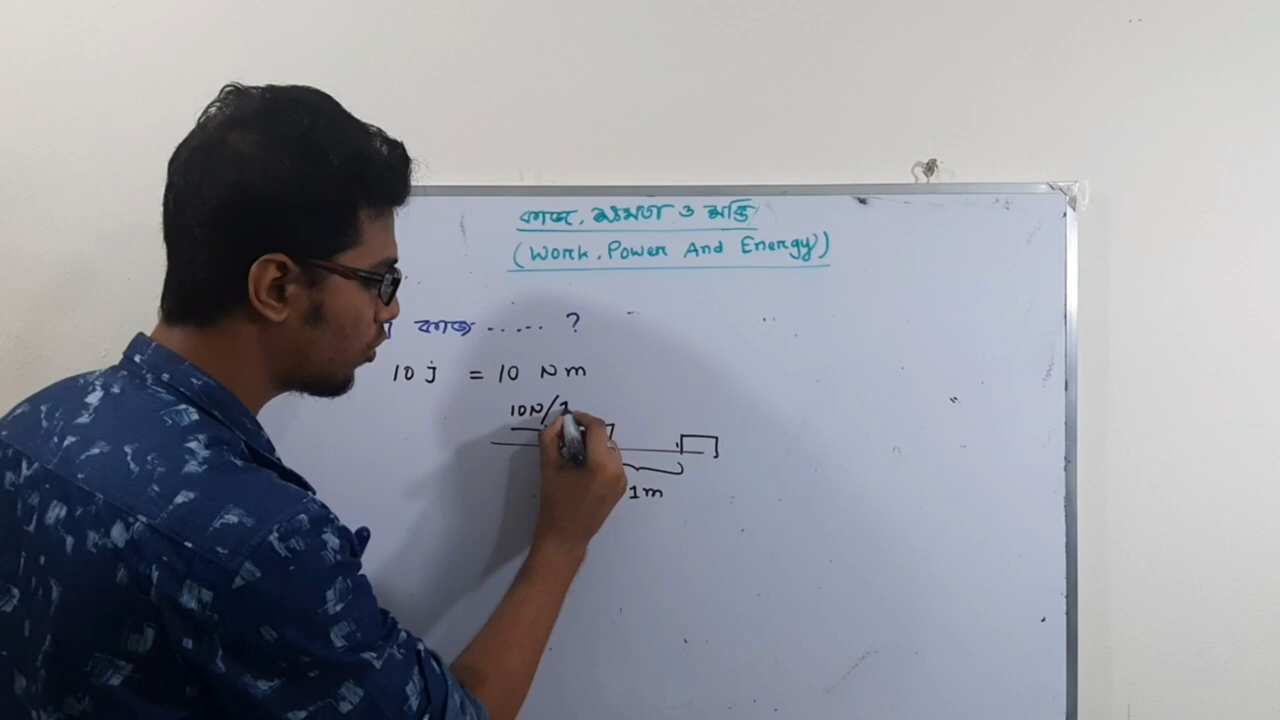 কাজ, ক্ষমতা ও শক্তি
(Work, Power And Energy)
কাজ ..... ?
10 j = 10 Nm
10N/
1m